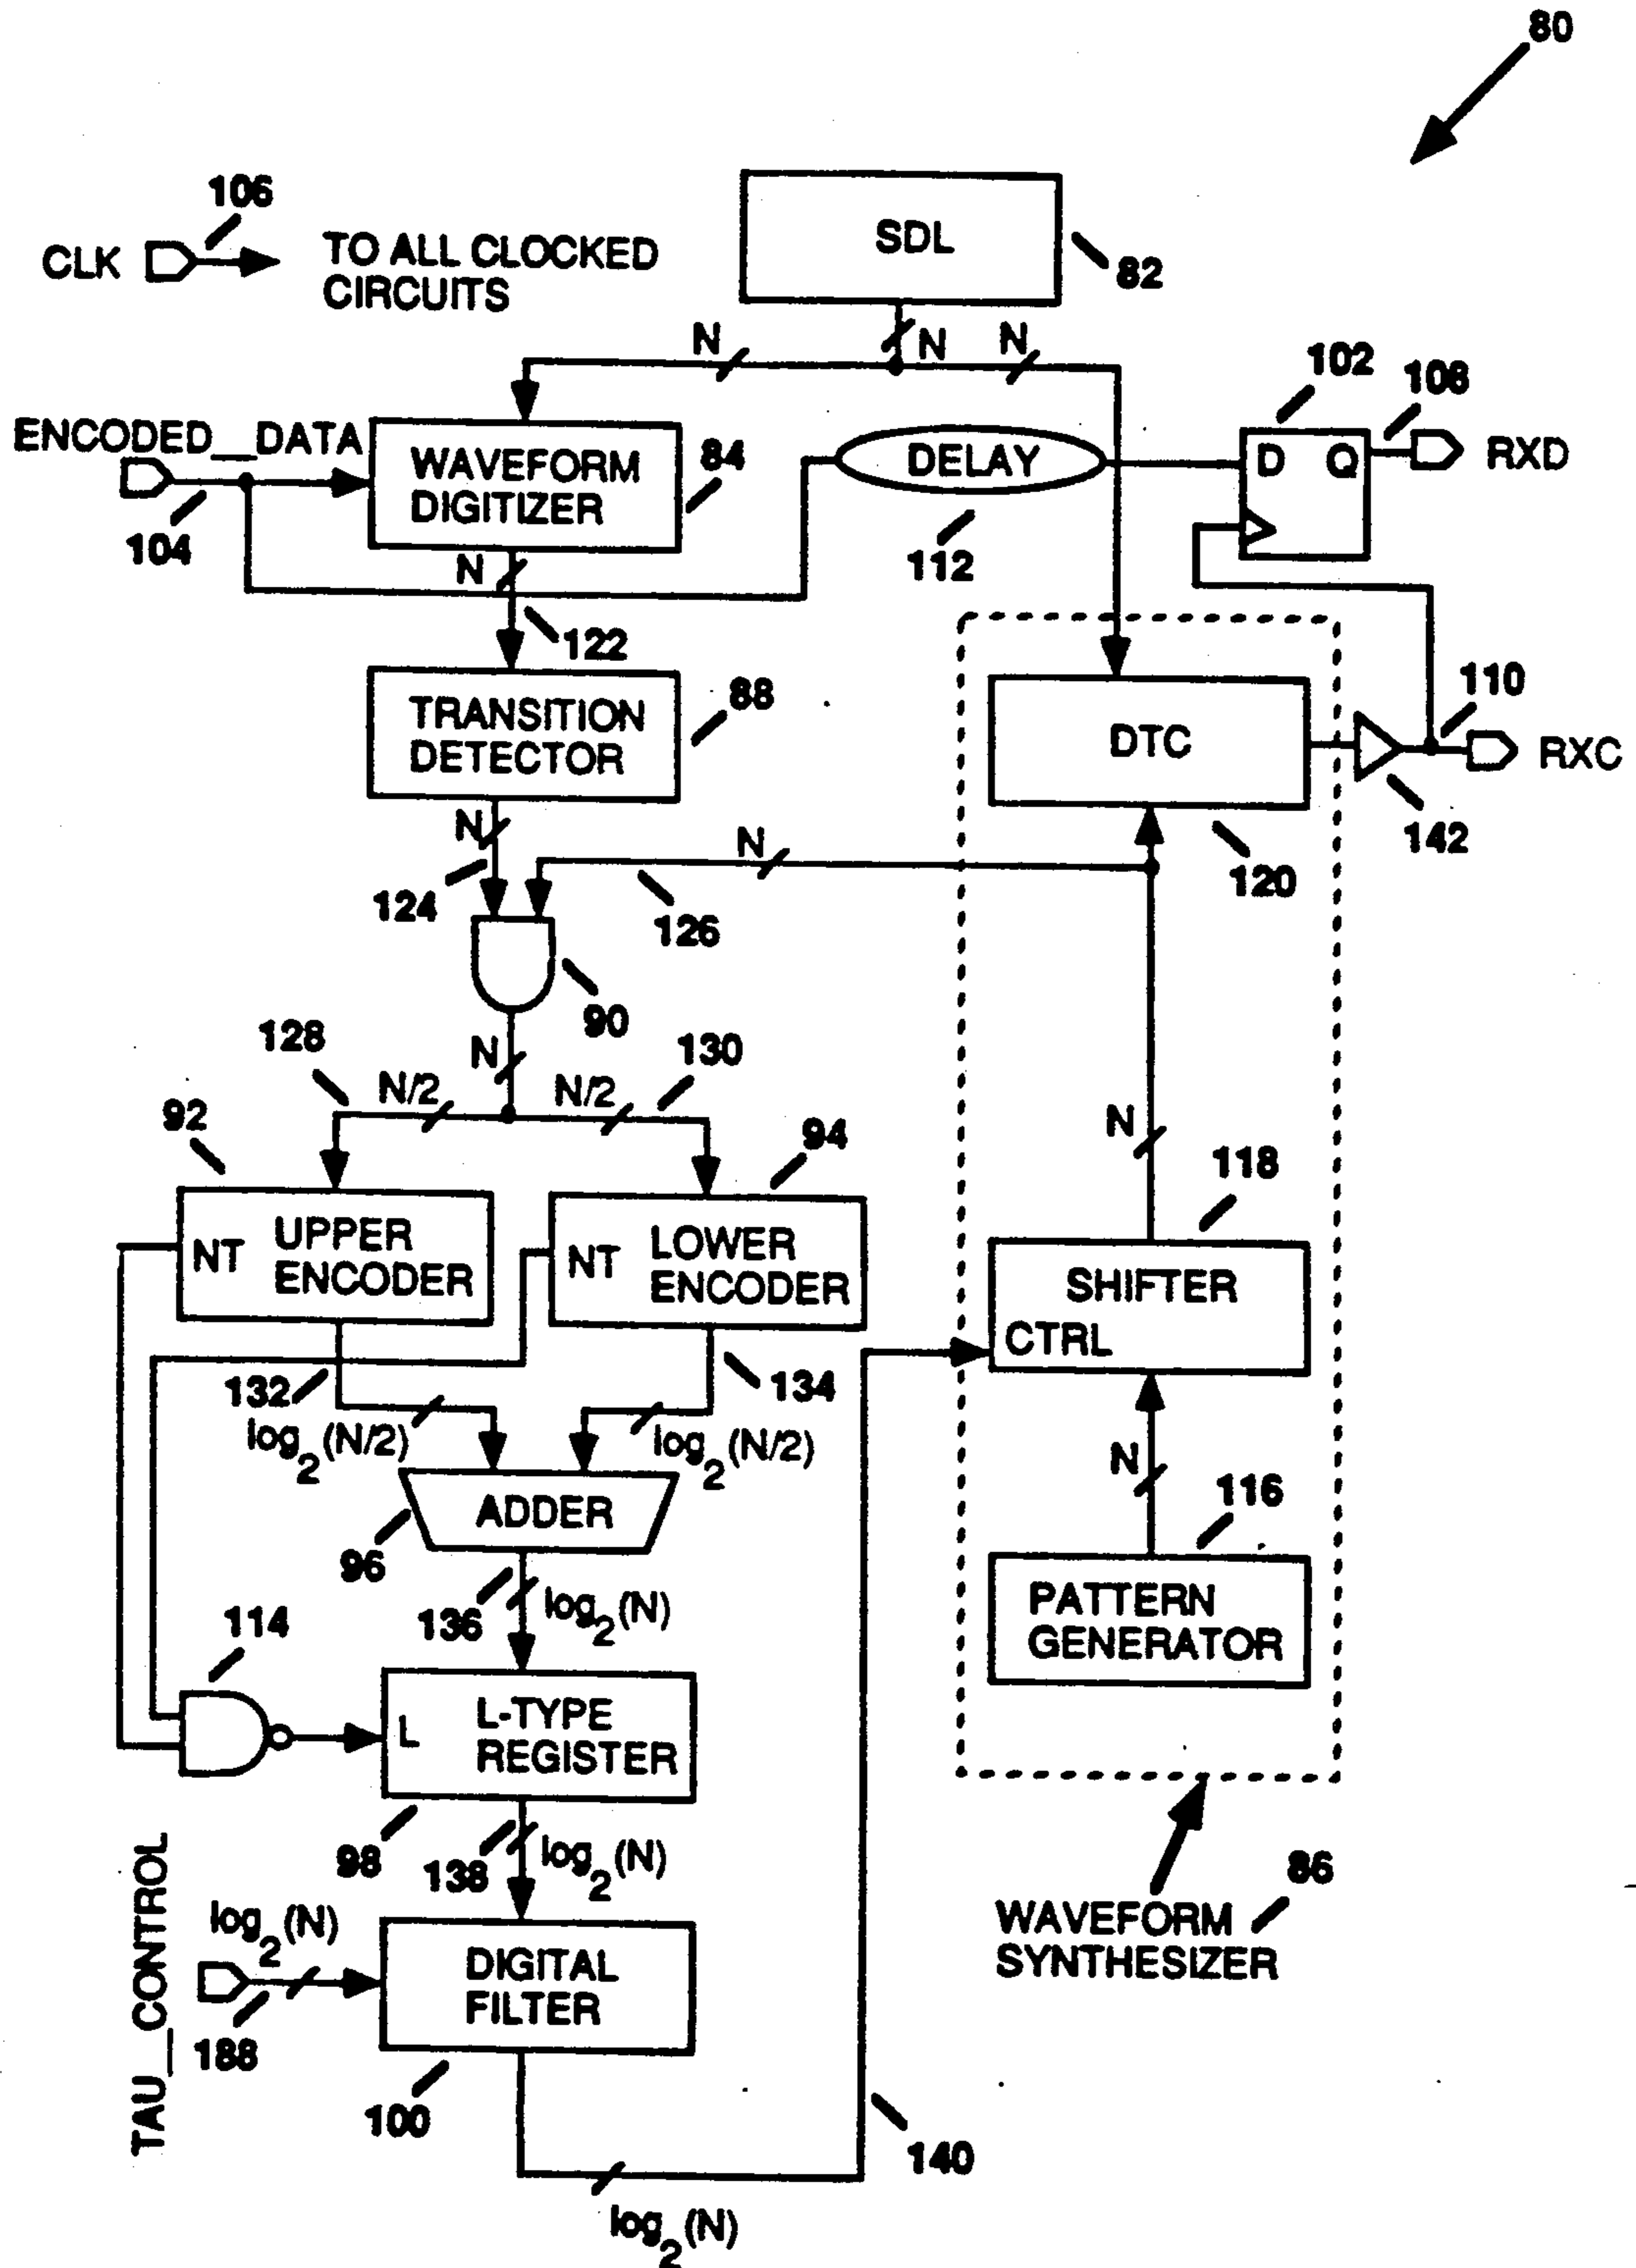 80
106
CLK
TO ALL CLOCKED
CIRCUITS
SDL
82
N
N
N
102
108
ENCODED__DATA
WAVEFORM
DIGITIZER
84
DELAY
D Q
RXD
104
112
N
122
TRANSITION
DETECTOR
88
DTC
110
RXC
142
120
N
N
124
126
90
N
128
130
N/2
N/2
92
94
N
118
NT
UPPER
ENCODER
NT
LOWER
ENCODER
SHIFTER
CTRL
132
134
log2(N/2)
log2(N/2)
N
116
ADDER
96
136
log2(N)
PATTERN
GENERATOR
114
L
L-TYPE
REGISTER
98
138
log2(N)
86
WAVEFORM
SYNTHESIZER
TAU__CONTROL
log2(N)
188
DIGITAL
FILTER
100
140
log2(N)